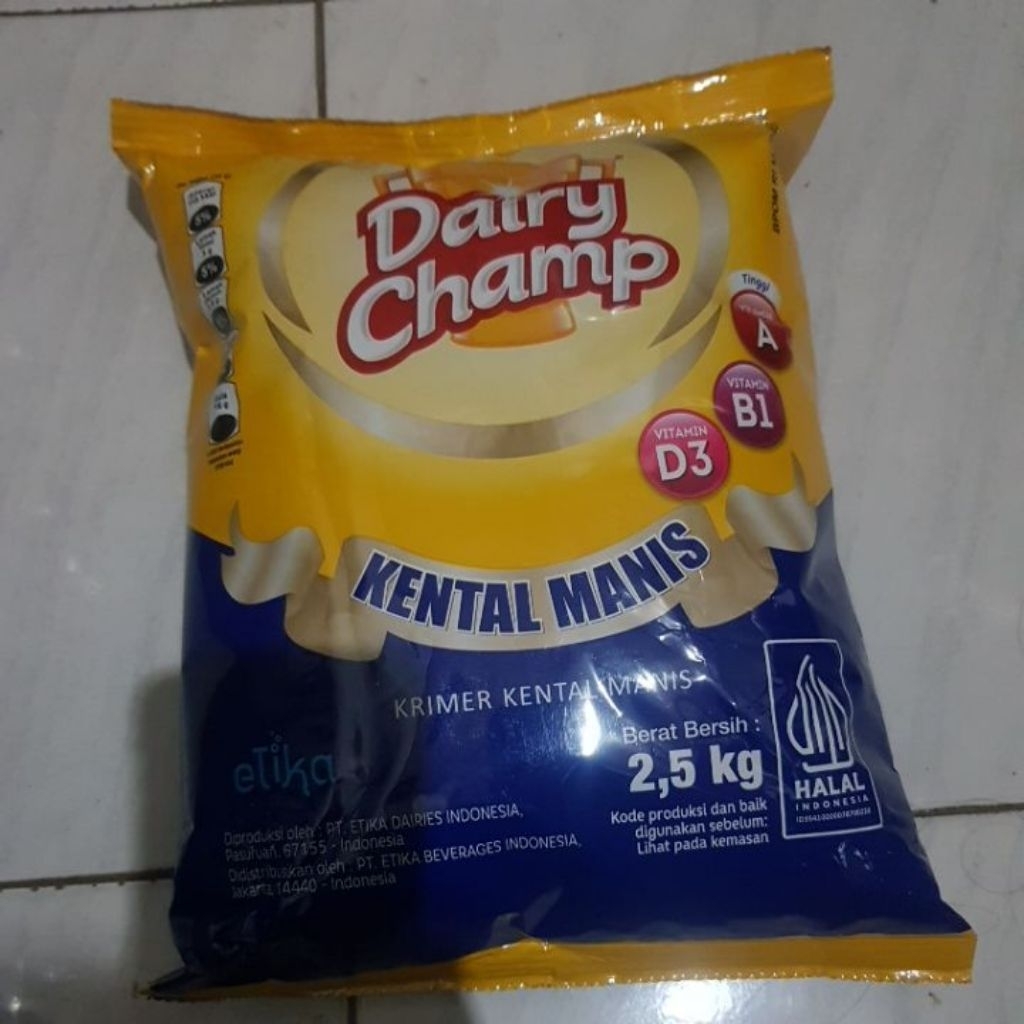 Dairy
Champ
Tinggi
VITAMIN
A
VITAMIN
B1
VITAMIN
D3
KENTAL MANIS
KRIMER KENTAL MANIS
Berat Bersih :
2,5 kg
Kode produksi dan baik
digunakan sebelum:
Lihat pada kemasan
HALAL
INDONESIA
eTika
Diproduksi oleh : PT. ETIKA DAIRIES INDONESIA,
Pasuruan, 67155 - Indonesia
Didistribusikan oleh : PT. ETIKA BEVERAGES INDONESIA,
Jakarta 14440 - Indonesia